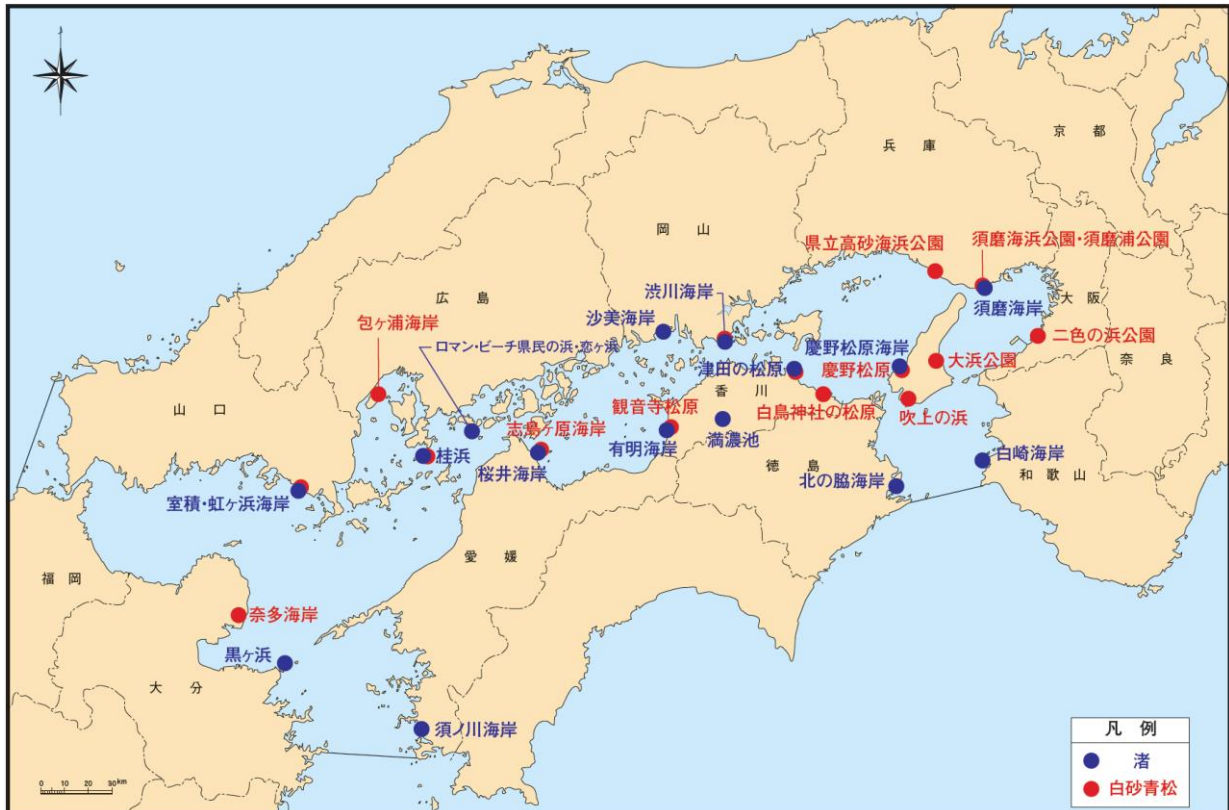 京 都
兵 庫
岡 山
県立高砂海浜公園
須磨海浜公園・須磨浦公園
広 島
渋川海岸
須磨海岸
大 阪
包ヶ浦海岸
沙美海岸
ロマン・ビーチ県民の浜・恋ヶ浜
慶野松原海岸
二色の浜公園
津田の松原
慶野松原
大浜公園
奈 良
山 口
香 川
観音寺松原
白鳥神社の松原
吹上の浜
志島ヶ原海岸
有明海岸
満濃池
桂浜
桜井海岸
徳 島
白崎海岸
和 歌 山
北の脇海岸
室積・虹ヶ浜海岸
愛 媛
福 岡
奈多海岸
黒ヶ浜
大 分
須ノ川海岸
凡 例
渚
白砂青松
0 10 20 30km